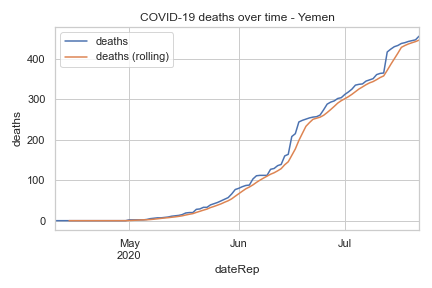 COVID-19 deaths over time - Yemen
deaths
deaths (rolling)
400
300
200
100
0
deaths
May
2020
Jun
Jul
dateRep